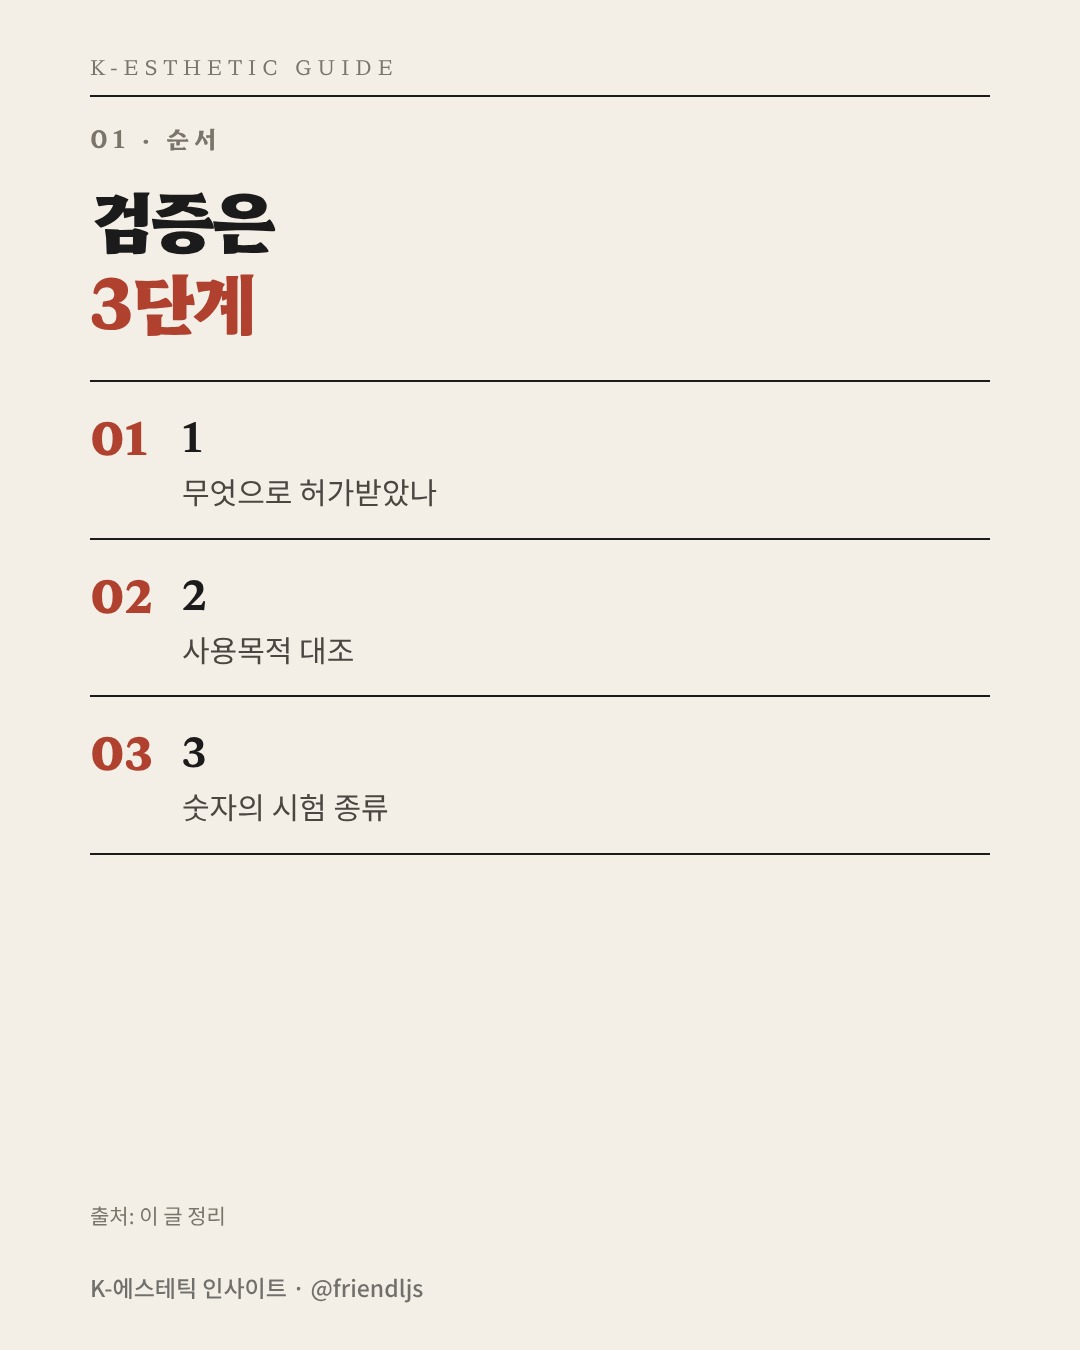 K-ESTHETIC GUIDE
01 · 순서
검증은
3단계
01 1
무엇으로 허가받았나
02 2
사용목적 대조
03 3
숫자의 시험 종류
출처: 이 글 정리
K-에스테틱 인사이트 · @friendljs